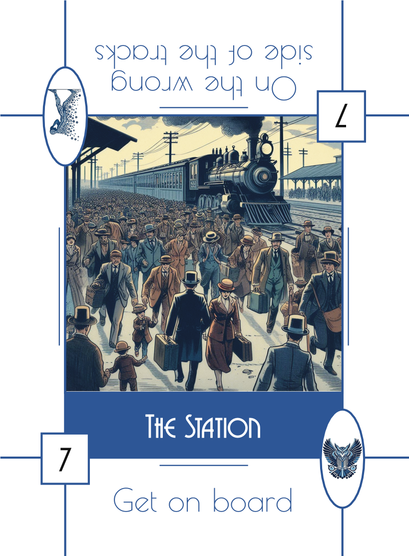 On the wrong
side of the tracks
7
The Station
7
Get on board